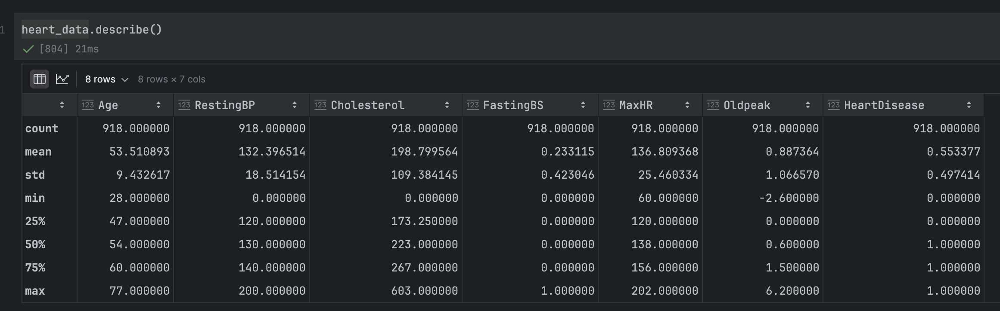 1
heart_data.describe()
[804] 21ms
8 rows 8 rows × 7 cols
123 Age 123 RestingBP 123 Cholesterol 123 FastingBS 123 MaxHR 123 Oldpeak 123 HeartDisease
count 918.000000 918.000000 918.000000 918.000000 918.000000 918.000000 918.000000
mean 53.510893 132.396514 198.799564 0.233115 136.809368 0.887364 0.553377
std 9.432617 18.514154 109.384145 0.423046 25.460334 1.066570 0.497414
min 28.000000 0.000000 0.000000 0.000000 60.000000 -2.600000 0.000000
25% 47.000000 120.000000 173.250000 0.000000 120.000000 0.000000 0.000000
50% 54.000000 130.000000 223.000000 0.000000 138.000000 0.600000 1.000000
75% 60.000000 140.000000 267.000000 0.000000 156.000000 1.500000 1.000000
max 77.000000 200.000000 603.000000 1.000000 202.000000 6.200000 1.000000